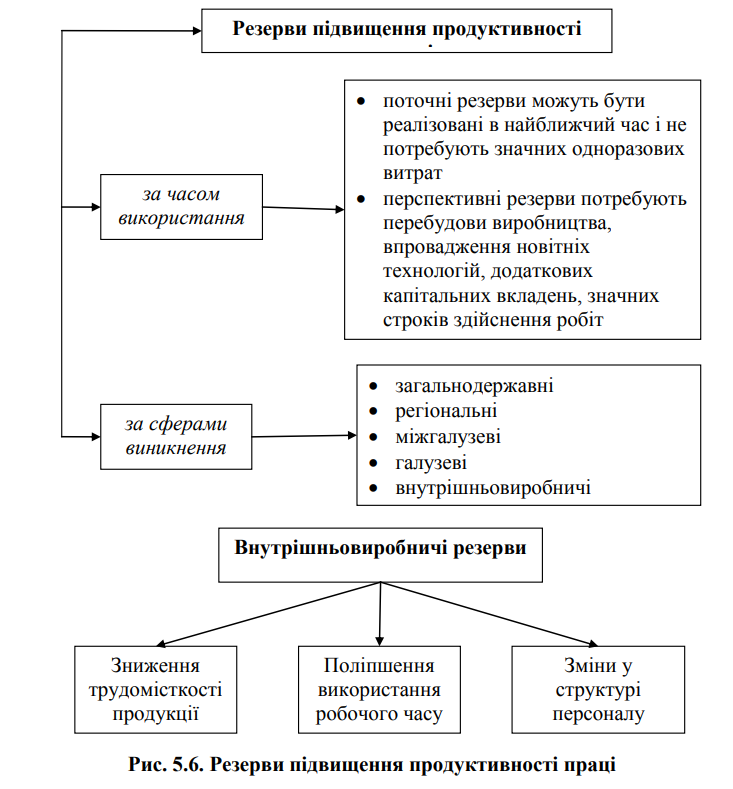 Резерви підвищення продуктивності
• поточні резерви можуть бути
реалізовані в найближчий час і не
потребують значних одноразових
витрат
• перспективні резерви потребують
перебудови виробництва,
впровадження новітніх
технологій, додаткових
капітальних вкладень, значних
строків здійснення робіт
за часом
використання
• загальнодержавні
• регіональні
• міжгалузеві
• галузеві
• внутрішньовиробничі
за сферами
виникнення
Внутрішньовиробничі резерви
Зниження
трудомісткості
продукції
Поліпшення
використання
робочого часу
Зміни у
структурі
персоналу
Рис. 5.6. Резерви підвищення продуктивності праці